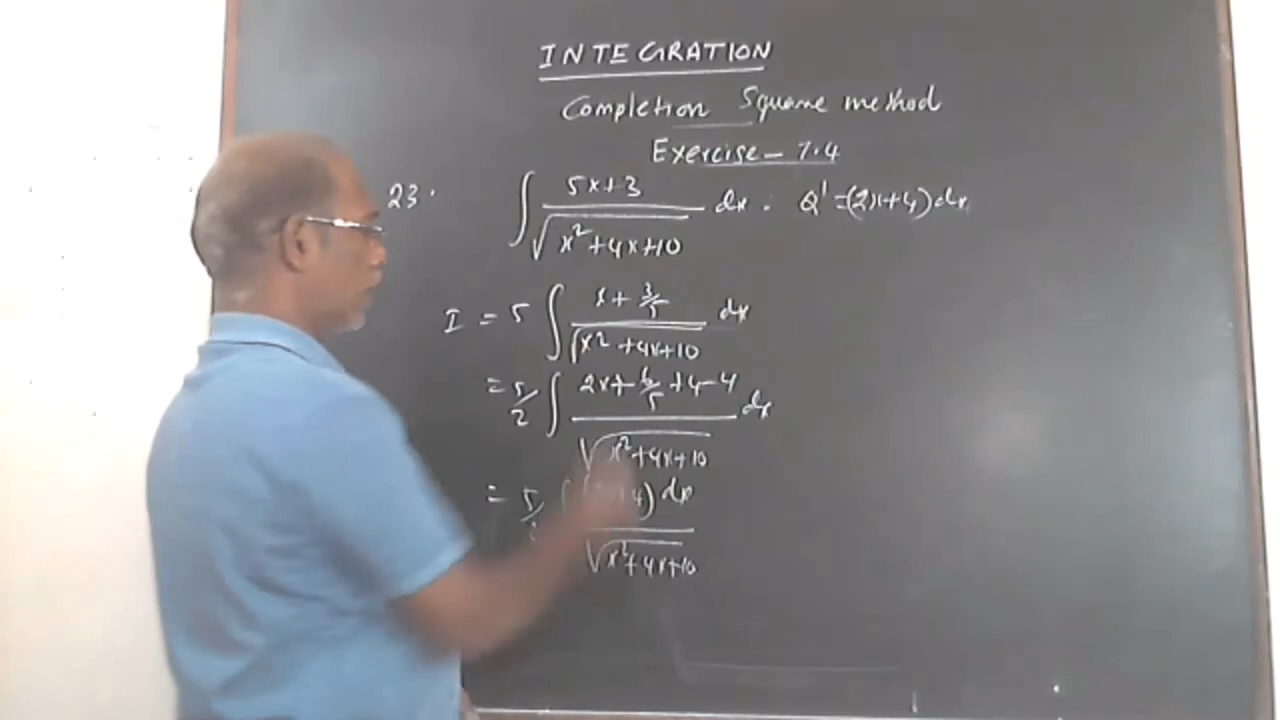 INTEGRATION
Completion Square method
Exercise - 7.4
23. ∫ (5x+3)/√(x²+4x+10) dx. Q' = (2x+4)dx
I = 5 ∫ (x + 3/5)/√(x²+4x+10) dx
= 5/2 ∫ (2x + 6/5 + 4 - 4)/√(x²+4x+10) dx
= 4) dx / √(x²+4x+10)